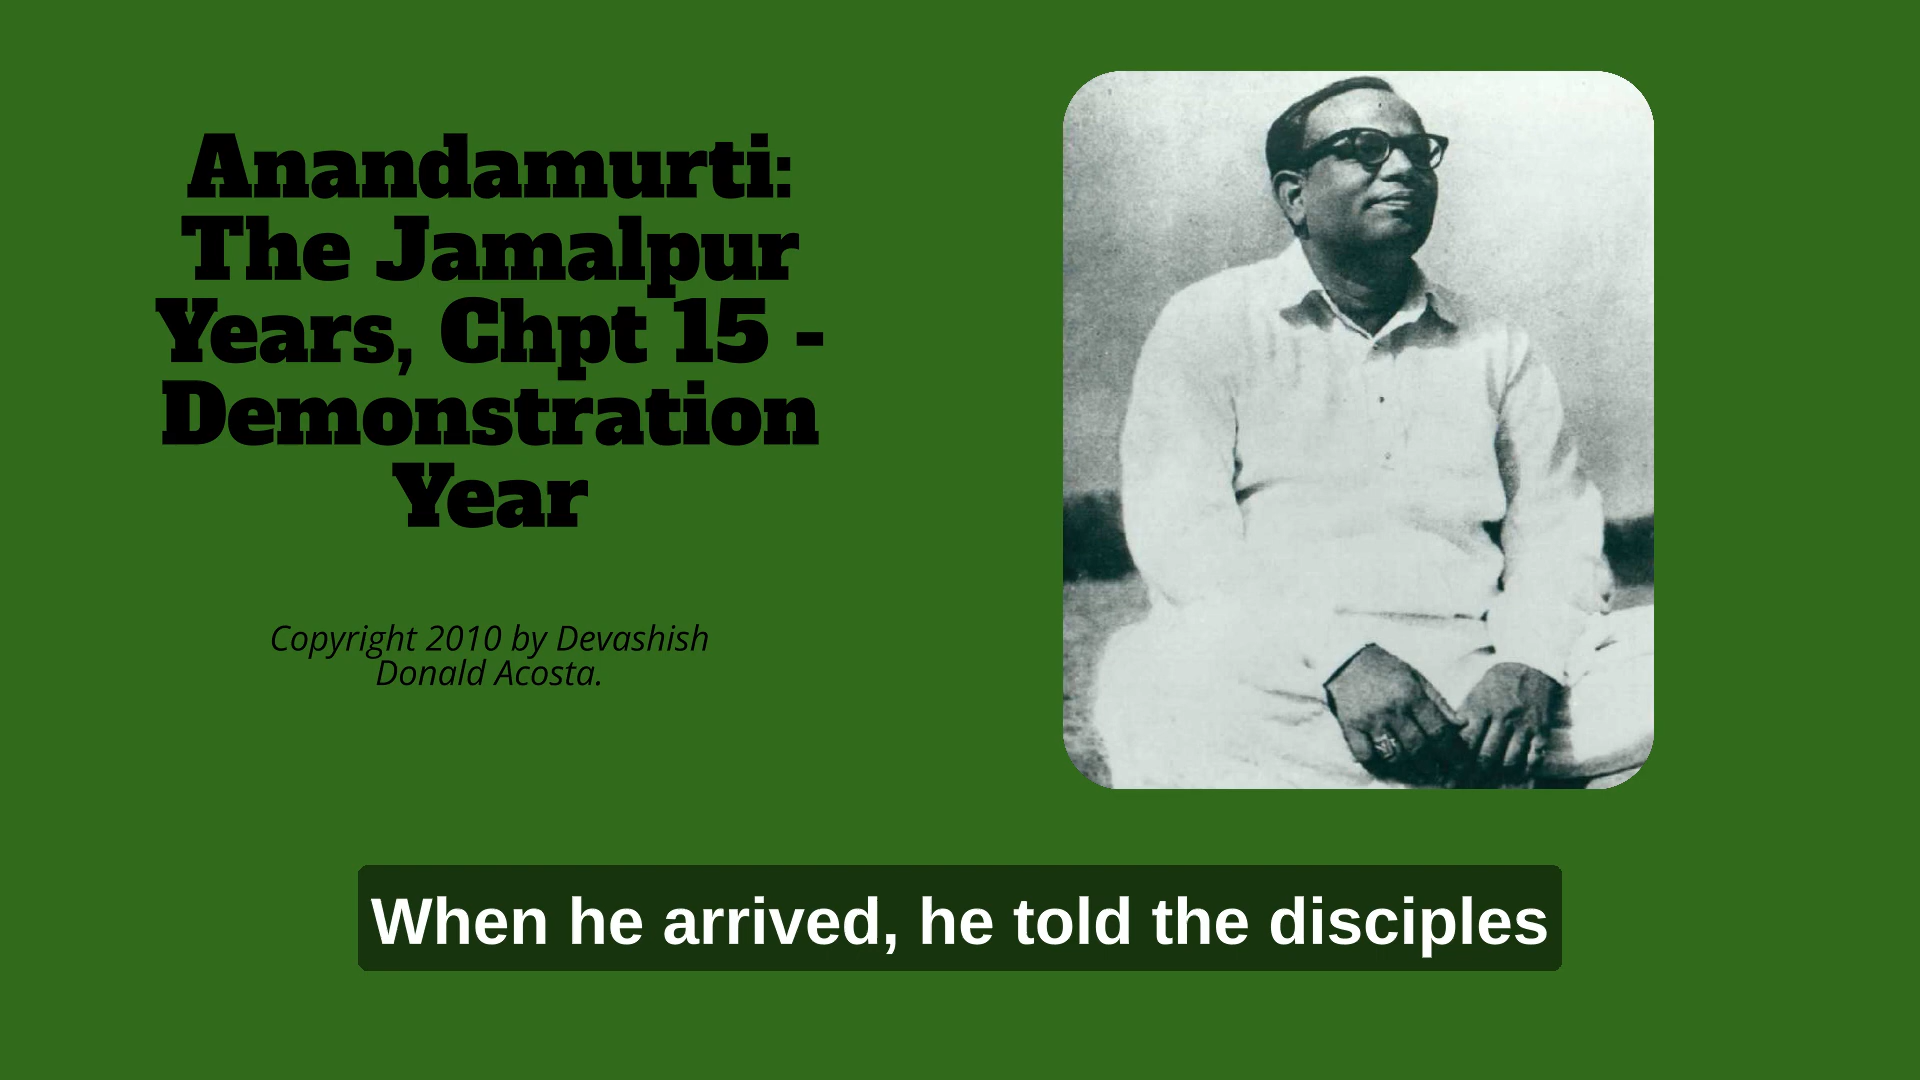 Anandamurti:
The Jamalpur
Years, Chpt 15 -
Demonstration
Year
Copyright 2010 by Devashish
Donald Acosta.
When he arrived, he told the disciples